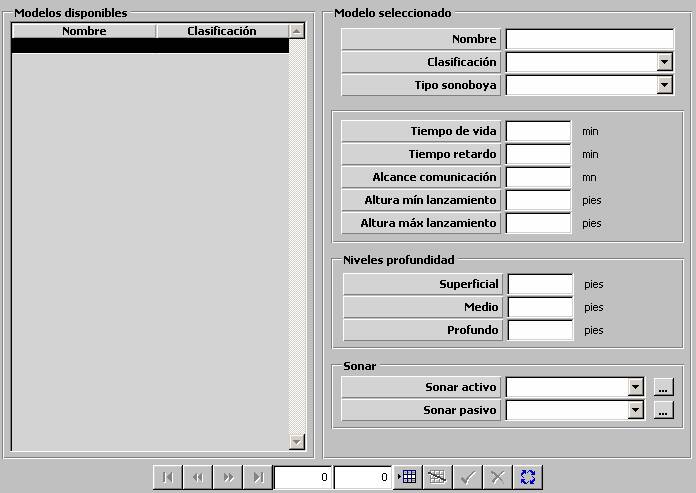 Modelos disponibles
Nombre Clasificación
Modelo seleccionado
Nombre
Clasificación
Tipo sonoboya
Tiempo de vida min
Tiempo retardo min
Alcance comunicación mn
Altura mín lanzamiento pies
Altura máx lanzamiento pies
Niveles profundidad
Superficial pies
Medio pies
Profundo pies
Sonar
Sonar activo ...
Sonar pasivo ...
0 0